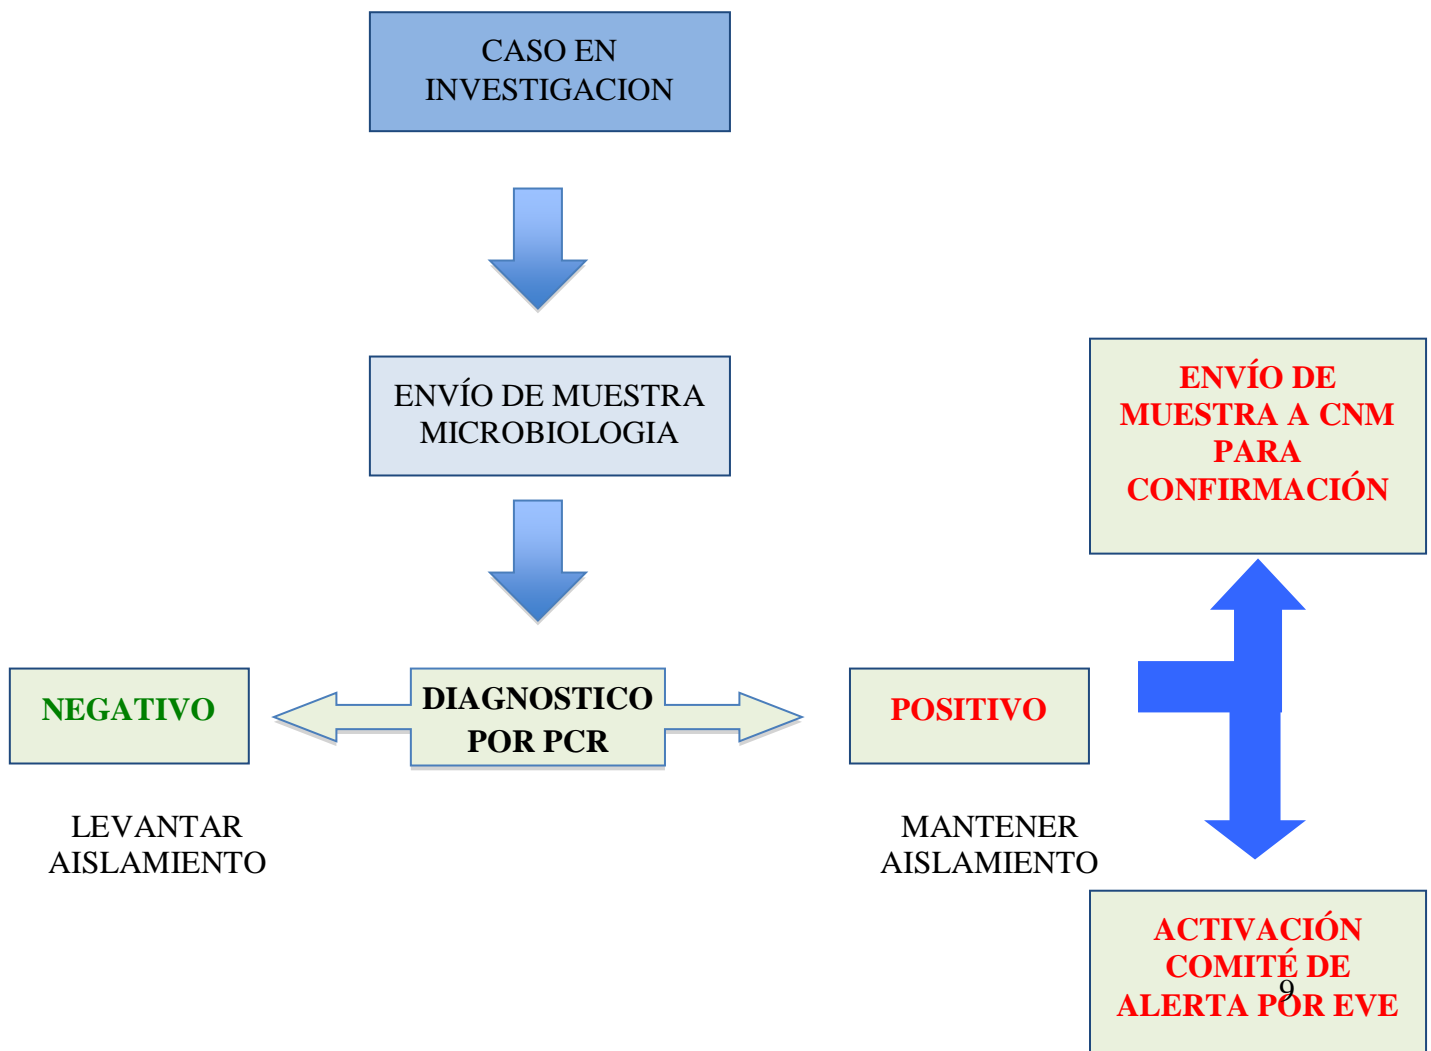 CASO EN
INVESTIGACION
ENVÍO DE MUESTRA
MICROBIOLOGIA
ENVÍO DE
MUESTRA A CNM
PARA
CONFIRMACIÓN
NEGATIVO
DIAGNOSTICO
POR PCR
POSITIVO
LEVANTAR
AISLAMIENTO
MANTENER
AISLAMIENTO
ACTIVACIÓN
COMITÉ DE
ALERTA POR EVE
9